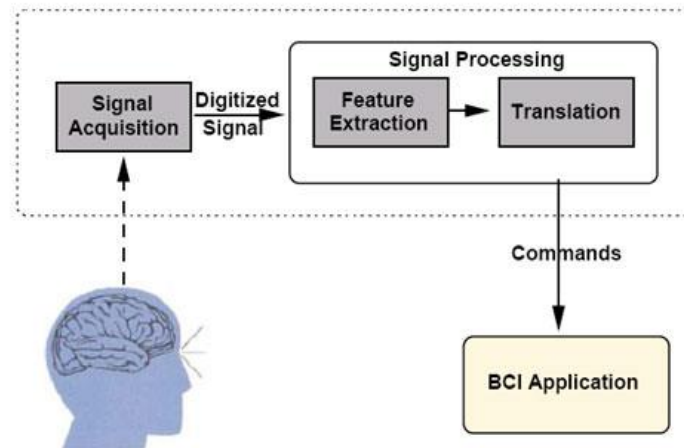 Signal Processing
Signal
Acquisition
Digitized
Signal
Feature
Extraction
Translation
Commands
BCI Application